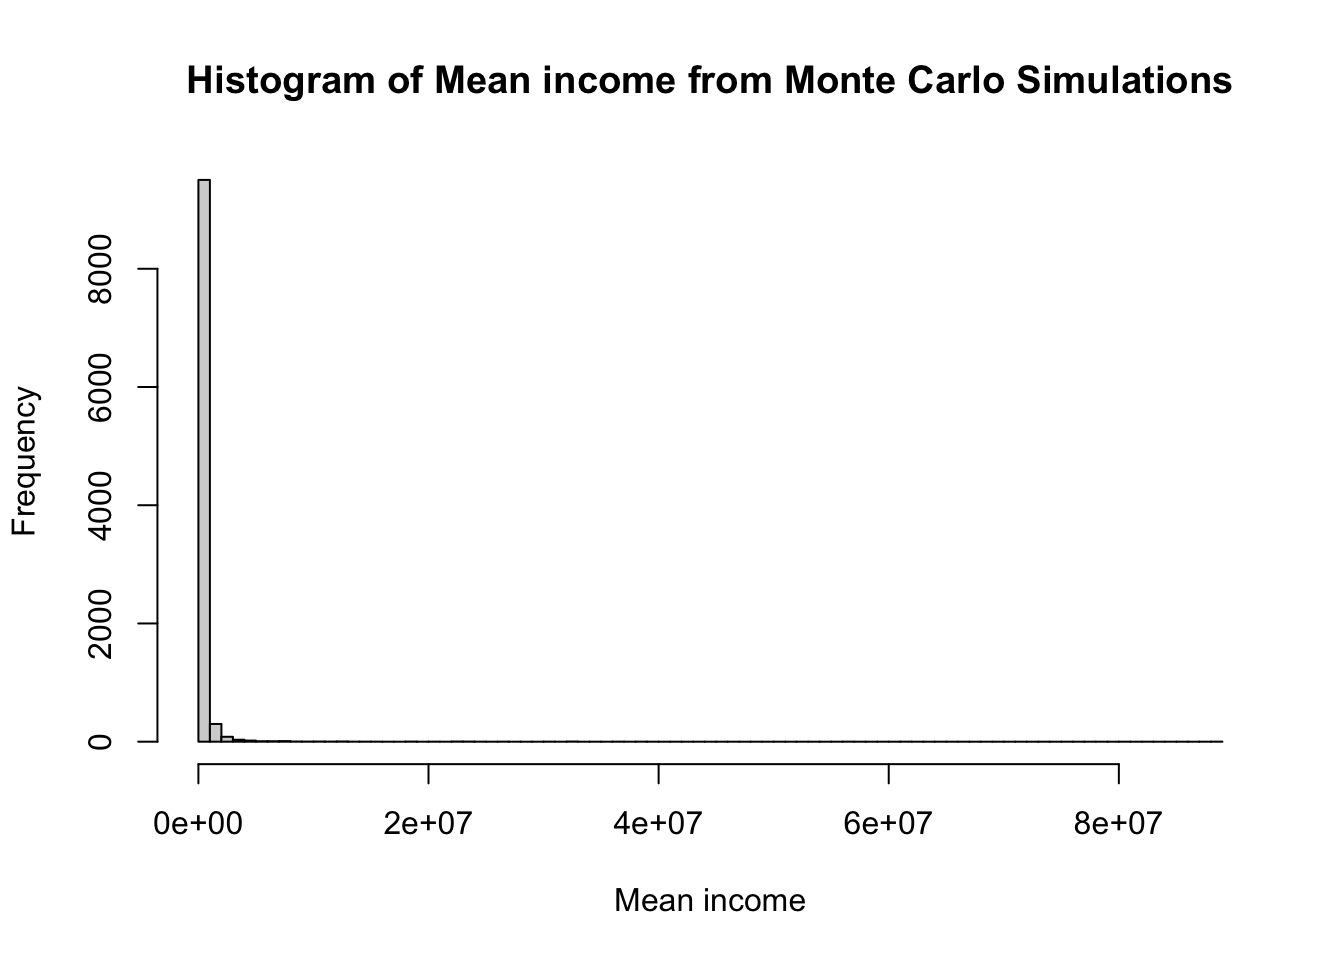 Histogram of Mean income from Monte Carlo Simulations
Frequency
8000
6000
4000
2000
0
0e+00 2e+07 4e+07 6e+07 8e+07
Mean income